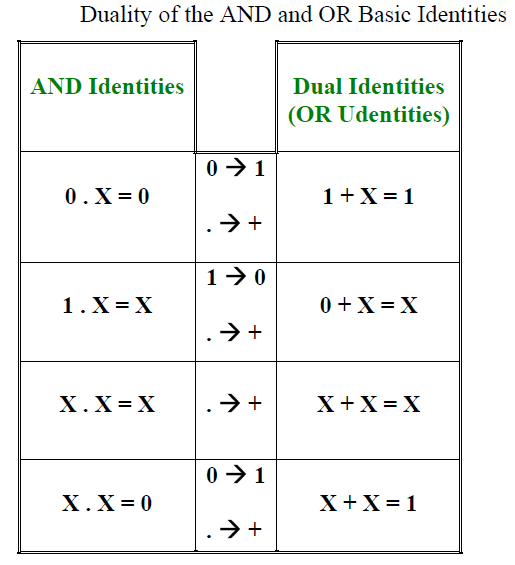 Duality of the AND and OR Basic Identities
AND Identities
Dual Identities
(OR Udentities)
0 . X = 0
0 → 1
. → +
1 + X = 1
1 . X = X
1 → 0
. → +
0 + X = X
X . X = X
. → +
X + X = X
X . X = 0
0 → 1
. → +
X + X = 1